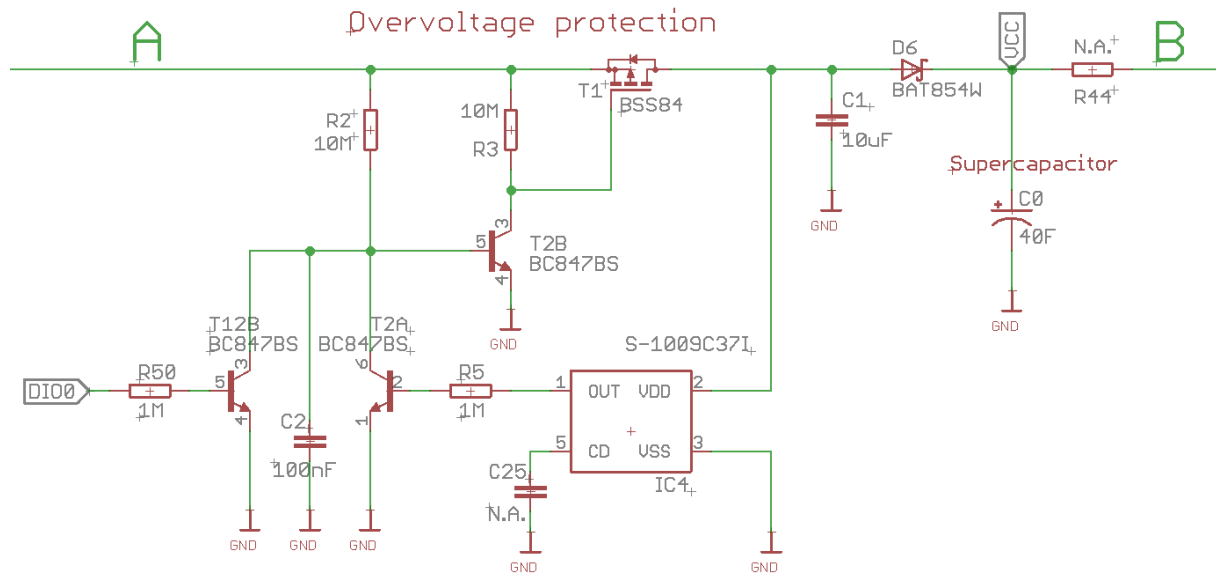 Overvoltage protection
A
B
D6
VCC
N.A.
BAT854W
R44
T1
BSS84
R2
10M
10M
R3
C1
10uF
GND
Supercapacitor
C0
40F
GND
5
3
4
T2B
BC847BS
GND
T12B
BC847BS
T2A
BC847BS
S-1009C37I
DIO0
R50
1M
5
3
4
C2
100nF
6
2
1
R5
1M
1
OUT
VDD
2
5
CD
VSS
3
IC4
C25
N.A.
GND
GND
GND
GND
GND